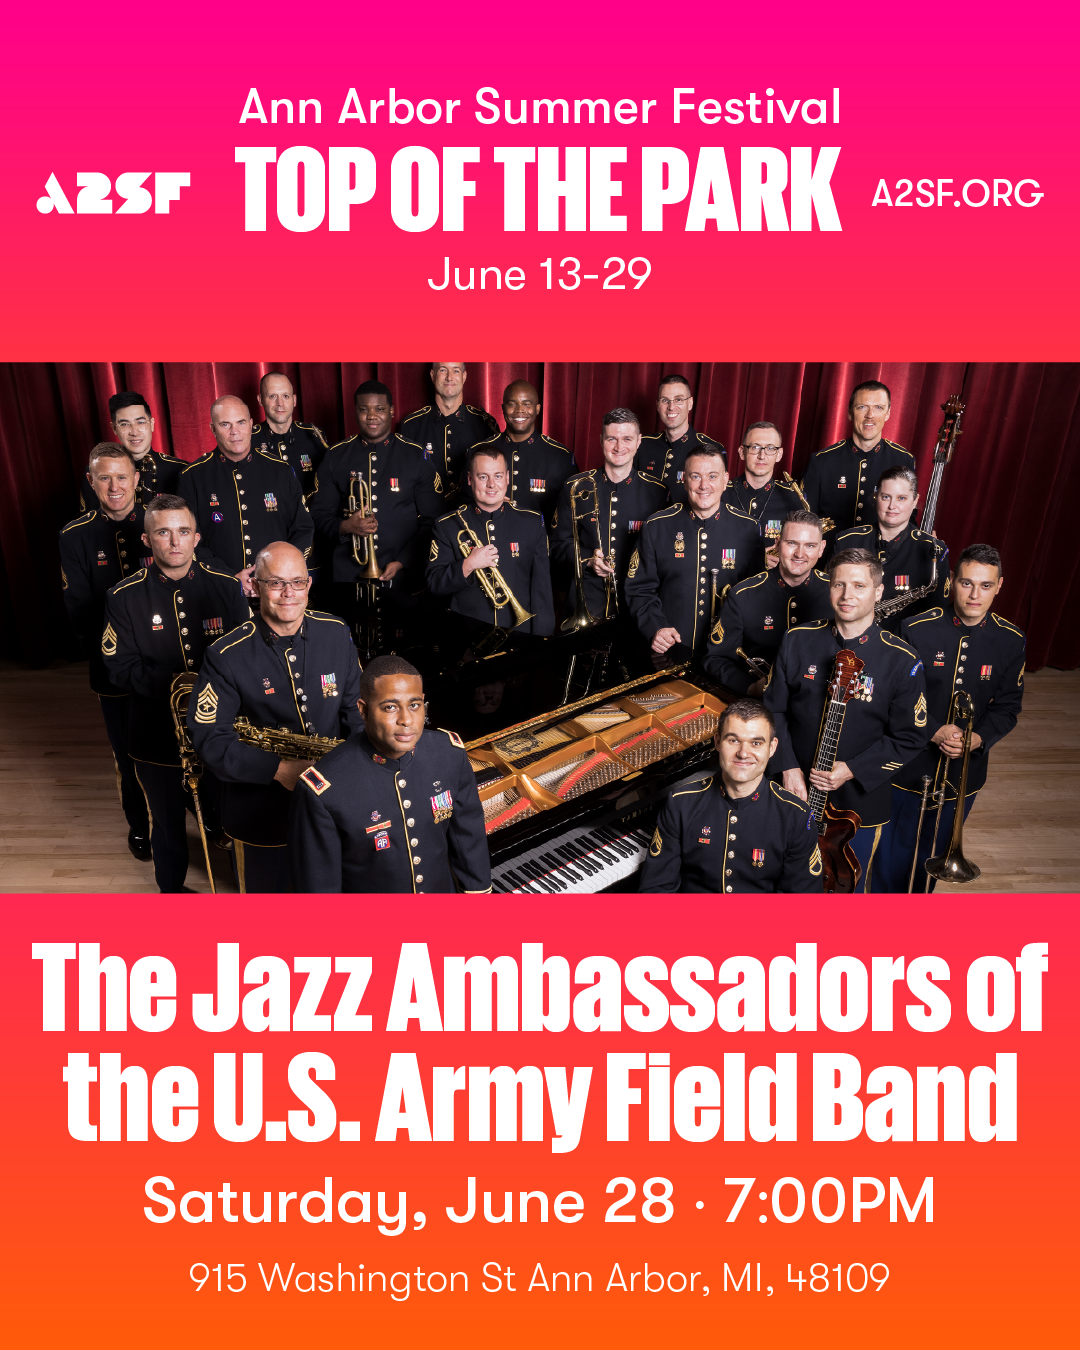 Ann Arbor Summer Festival
A2SF
TOP OF THE PARK
A2SF.ORG
June 13-29
The Jazz Ambassadors of
the U.S. Army Field Band
Saturday, June 28 · 7:00PM
915 Washington St Ann Arbor, MI, 48109